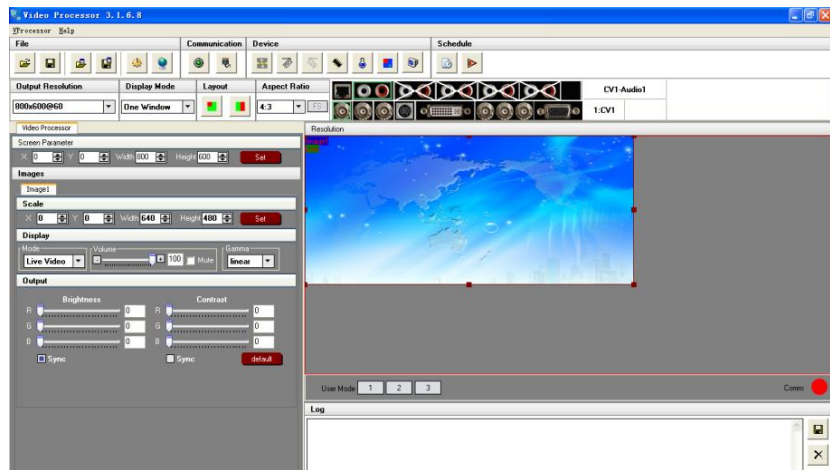 Video Processor 3.1.6.8
VProcessor Help
File Communication Device Schedule
Output Resolution Display Mode Layout Aspect Ratio CV1-Audio1
800x600@60 One Window 4:3 FS 1:CV1
Video Processor Resolution
Screen Parameter
X 0 Y 0 Width 800 Height 600 Set
Images
Image1
Scale
X 0 Y 0 Width 640 Height 480 Set
Display
Mode Volume Gamma
Live Video 100 Mute linear
Output
Brightness Contrast
R 0 R 0
G 0 G 0
B 0 B 0
Sync Sync default
User Mode 1 2 3 Comm
Log